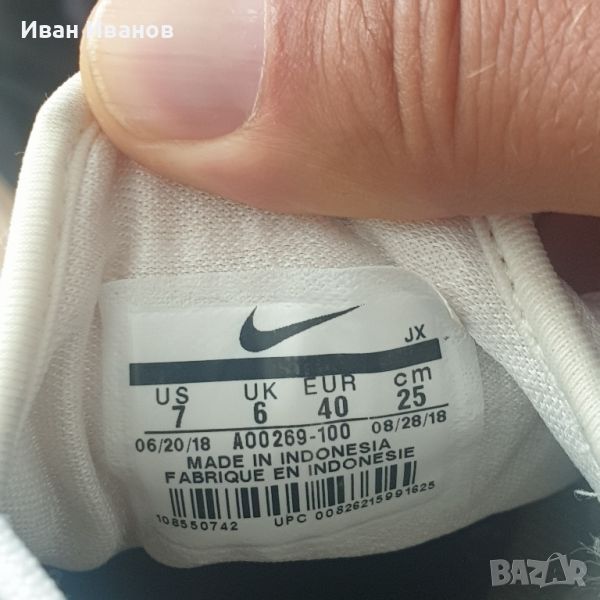 Иван Иванов
JX
US UK EUR cm
7 6 40 25
06/20/18 AO0269-100 08/28/18
MADE IN INDONESIA
FABRIQUE EN INDONESIE
108550742 UPC 00826215991625
BAZAR